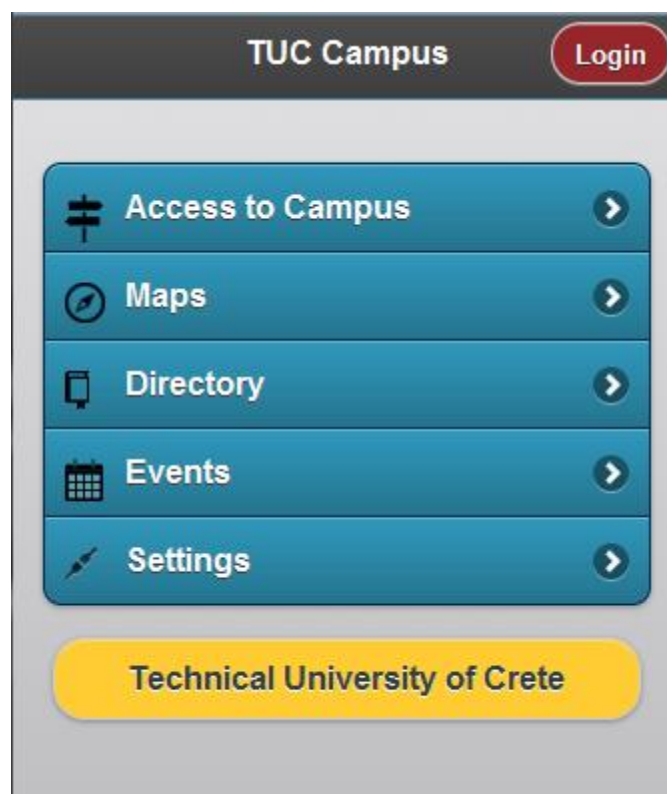 TUC Campus
Login
Access to Campus
Maps
Directory
Events
Settings
Technical University of Crete